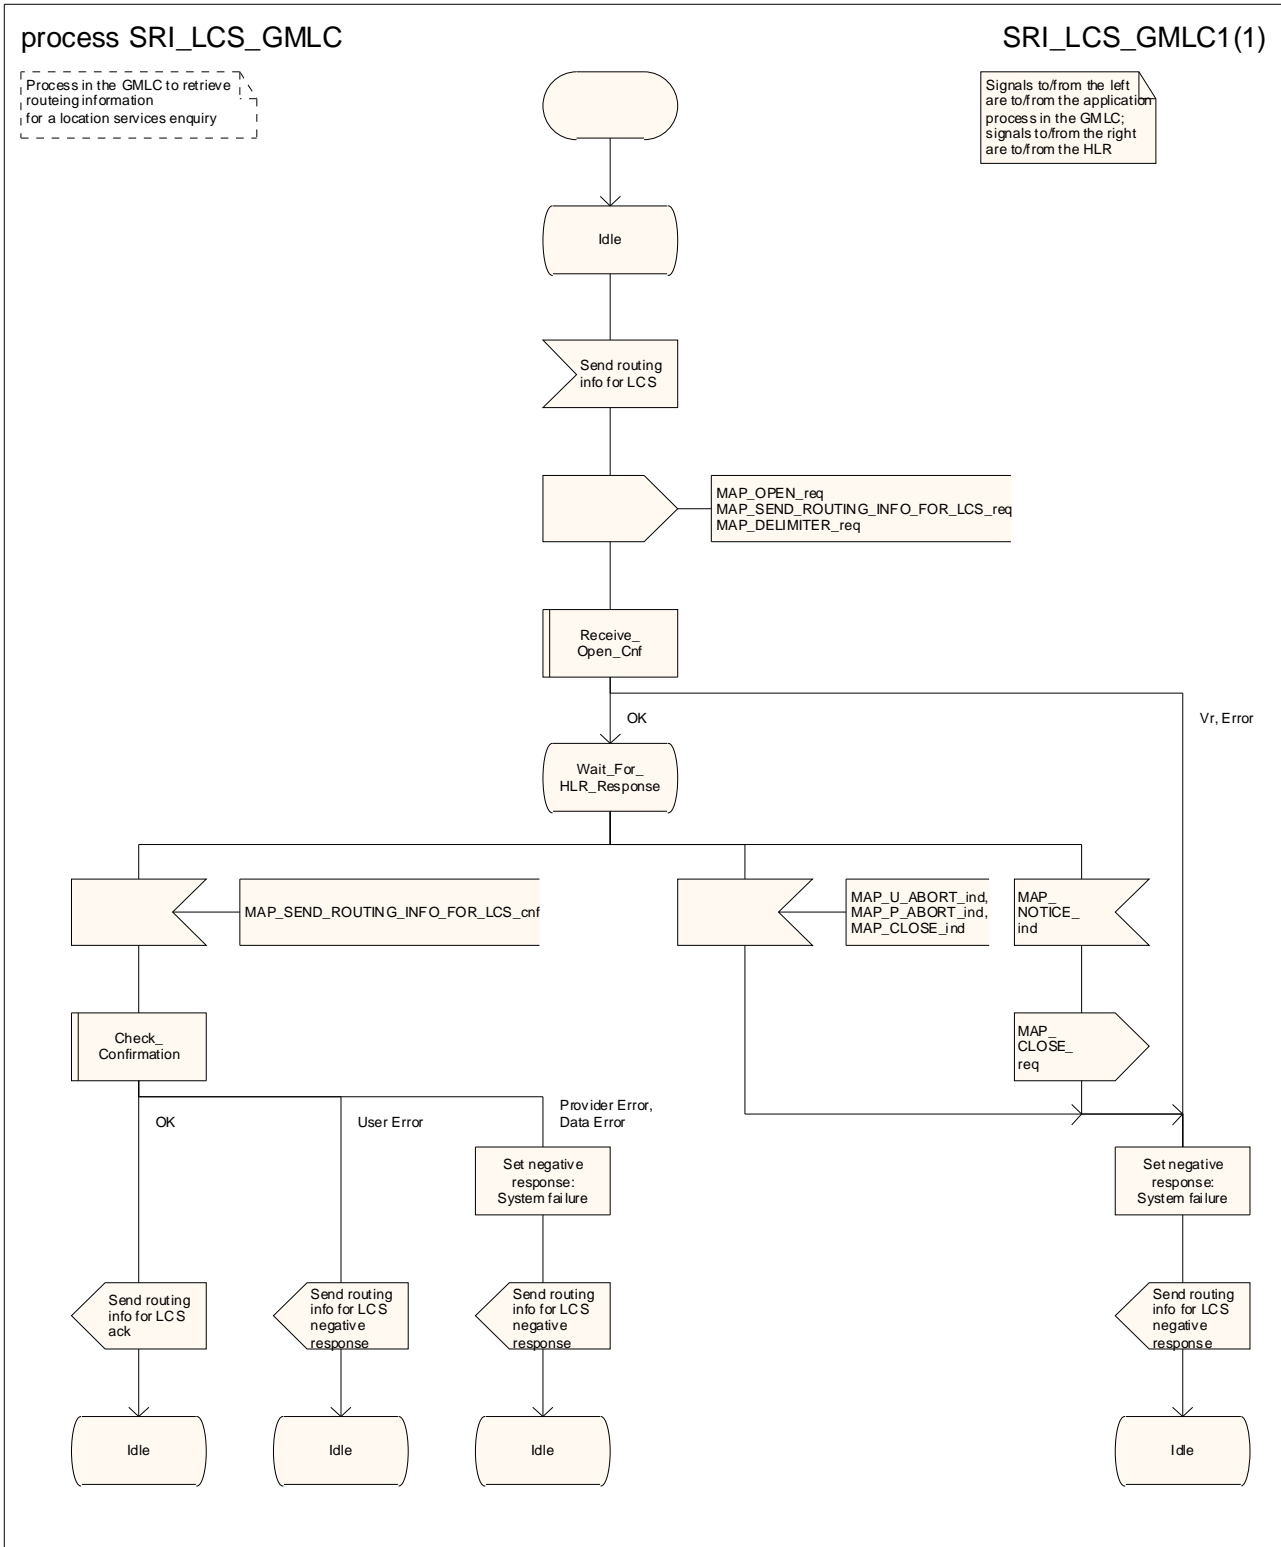 process SRI_LCS_GMLC
SRI_LCS_GMLC1(1)
Process in the GMLC to retrieve
routeing information
for a location services enquiry
Signals to/from the left
are to/from the application
process in the GMLC;
signals to/from the right
are to/from the HLR
Idle
Send routing
info for LCS
MAP_OPEN_req
MAP_SEND_ROUTING_INFO_FOR_LCS_req
MAP_DELIMITER_req
Receive_
Open_Cnf
OK
Vr, Error
Wait_For_
HLR_Response
MAP_SEND_ROUTING_INFO_FOR_LCS_cnf
MAP_U_ABORT_ind,
MAP_P_ABORT_ind,
MAP_CLOSE_ind
MAP_
NOTICE_
ind
Check_
Confirmation
MAP_
CLOSE_
req
OK
User Error
Provider Error,
Data Error
Set negative
response:
System failure
Set negative
response:
System failure
Send routing
info for LCS
ack
Send routing
info for LCS
negative
response
Send routing
info for LCS
negative
response
Send routing
info for LCS
negative
response
Idle
Idle
Idle
Idle